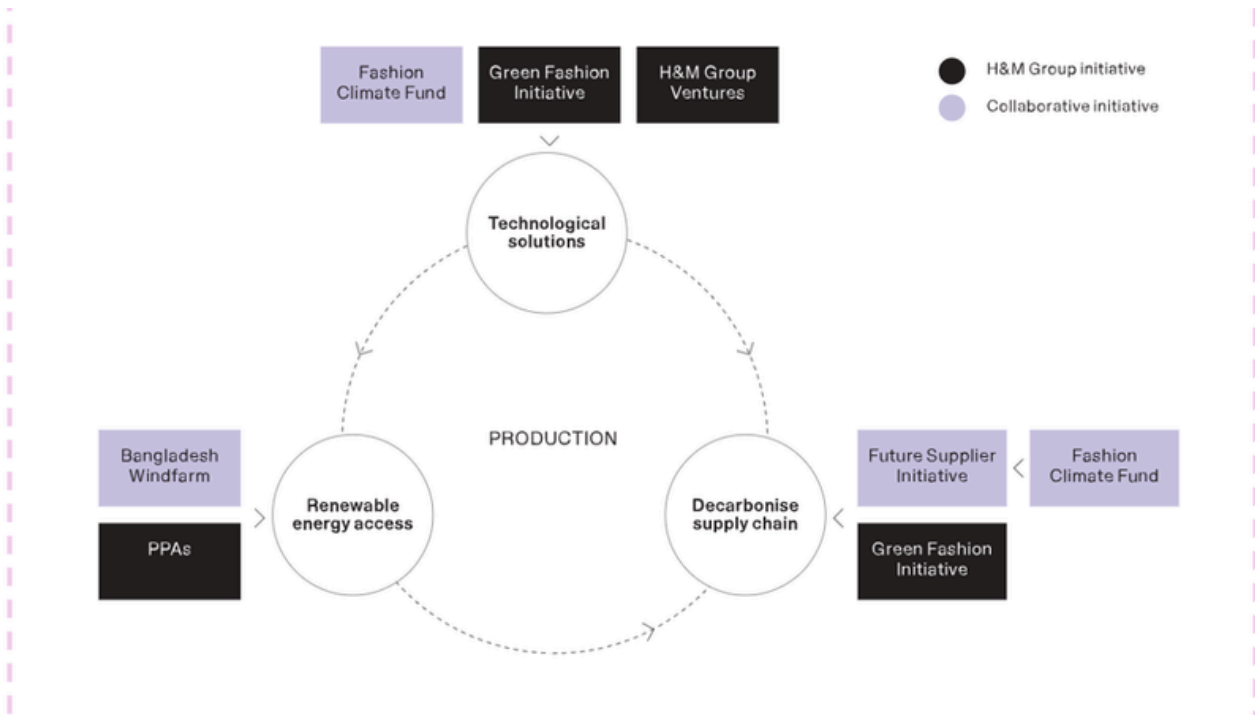 Fashion
Climate Fund
Green Fashion
Initiative
H&M Group
Ventures
H&M Group initiative
Collaborative initiative
Technological
solutions
PRODUCTION
Bangladesh
Windfarm
PPAs
Renewable
energy access
Decarbonise
supply chain
Future Supplier
Initiative
Fashion
Climate Fund
Green Fashion
Initiative